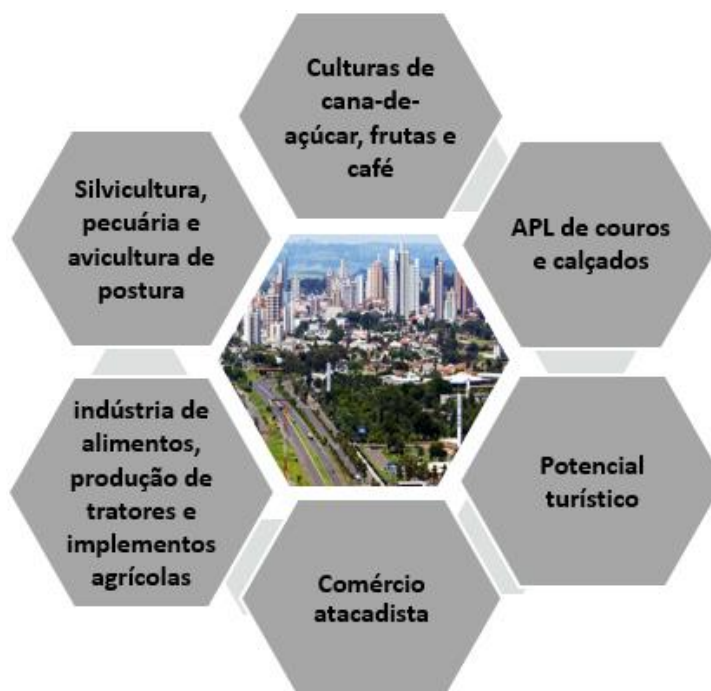 Culturas de
cana-de-
açúcar, frutas e
café
APL de couros
e calçados
Potencial
turístico
Comércio
atacadista
indústria de
alimentos,
produção de
tratores e
implementos
agrícolas
Silvicultura,
pecuária e
avicultura de
postura